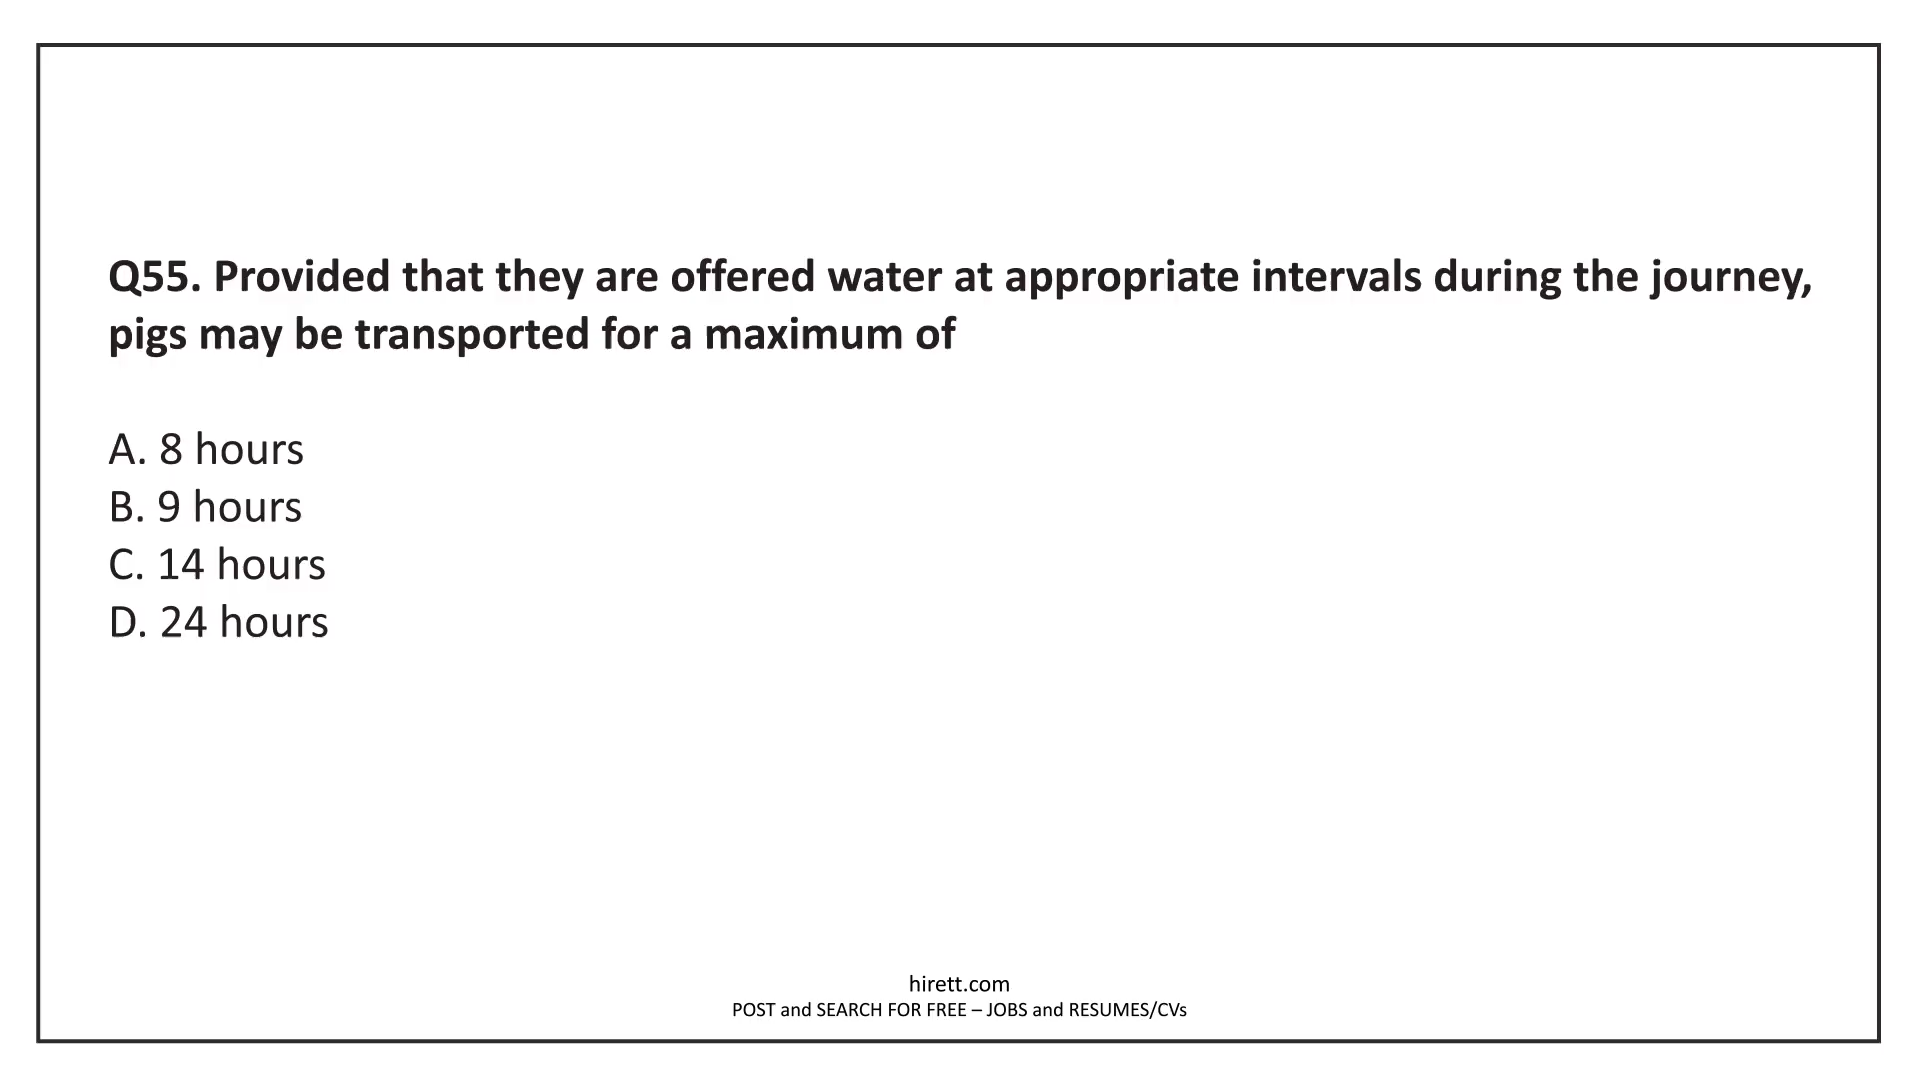 Q55. Provided that they are offered water at appropriate intervals during the journey,
pigs may be transported for a maximum of
A. 8 hours
B. 9 hours
C. 14 hours
D. 24 hours
hirett.com
POST and SEARCH FOR FREE – JOBS and RESUMES/CVs